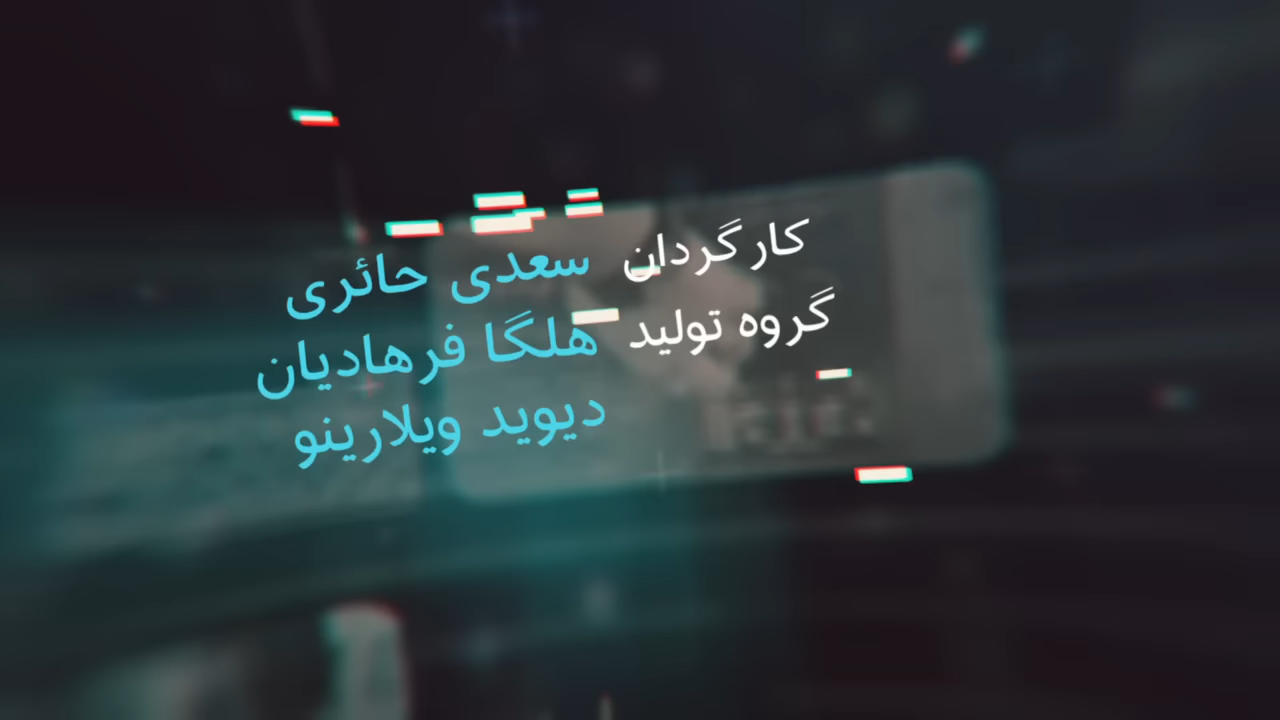 کارگردان سعدی حائری
گروه تولید هلگا فرهادیان
دیوید ویلارینو